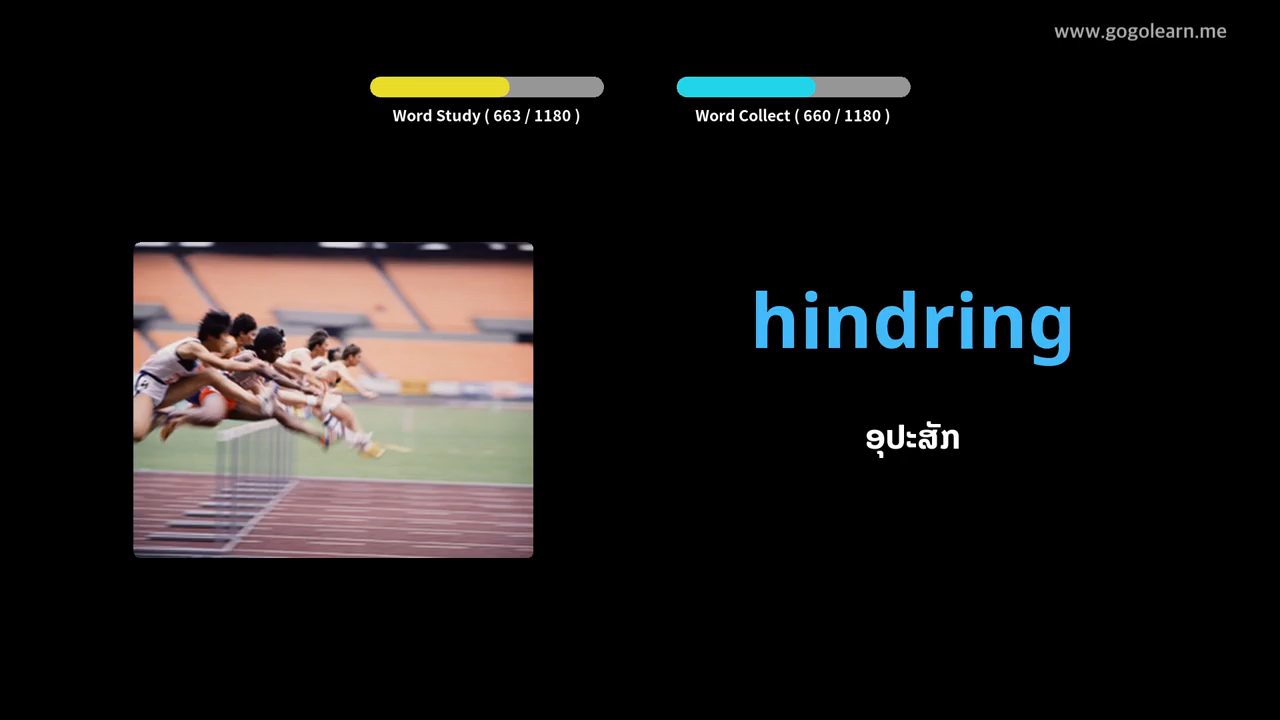 www.gogolearn.me
Word Study ( 663 / 1180 )
Word Collect ( 660 / 1180 )
hindring
ອຸປະສັກ